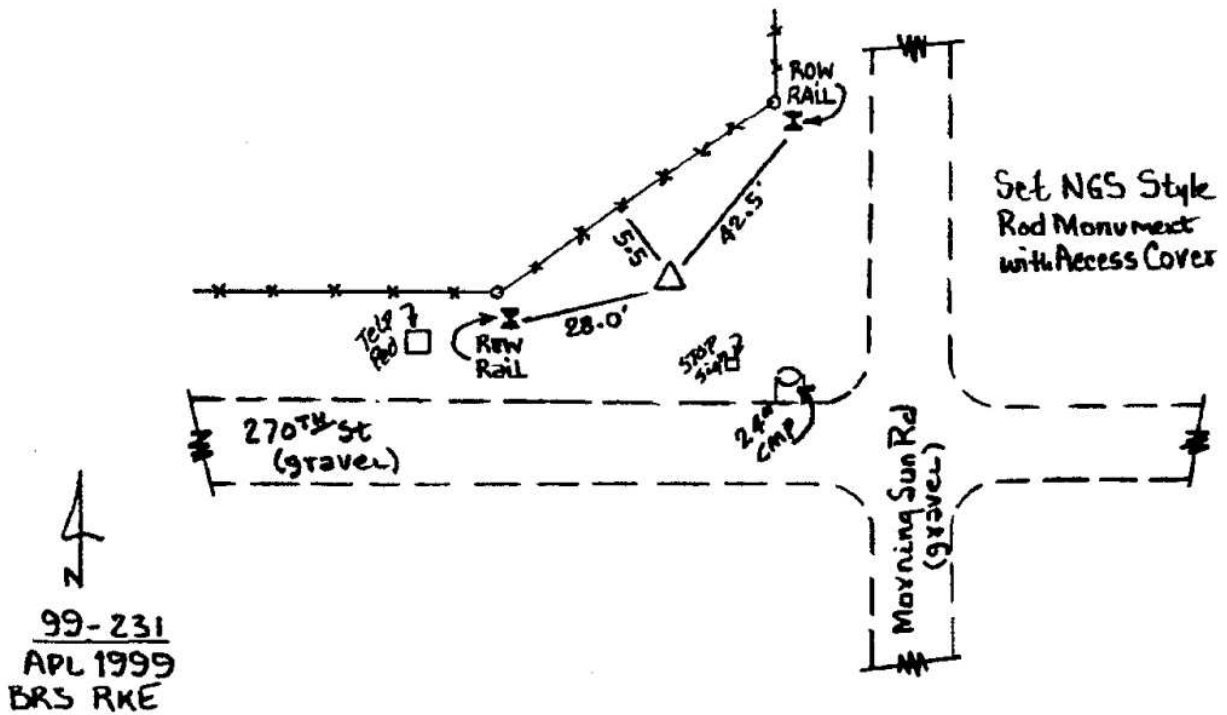 ROW
RAIL
Set NGS Style
Rod Monument
with Access Cover
42.5'
5.5
28.0'
Tele
Ped
ROW
Rail
STOP
Sign
24"
CMP
270TH St
(gravel)
Morning Sun Rd
(gravel)
N
99-231
APL 1999
BRS RKE